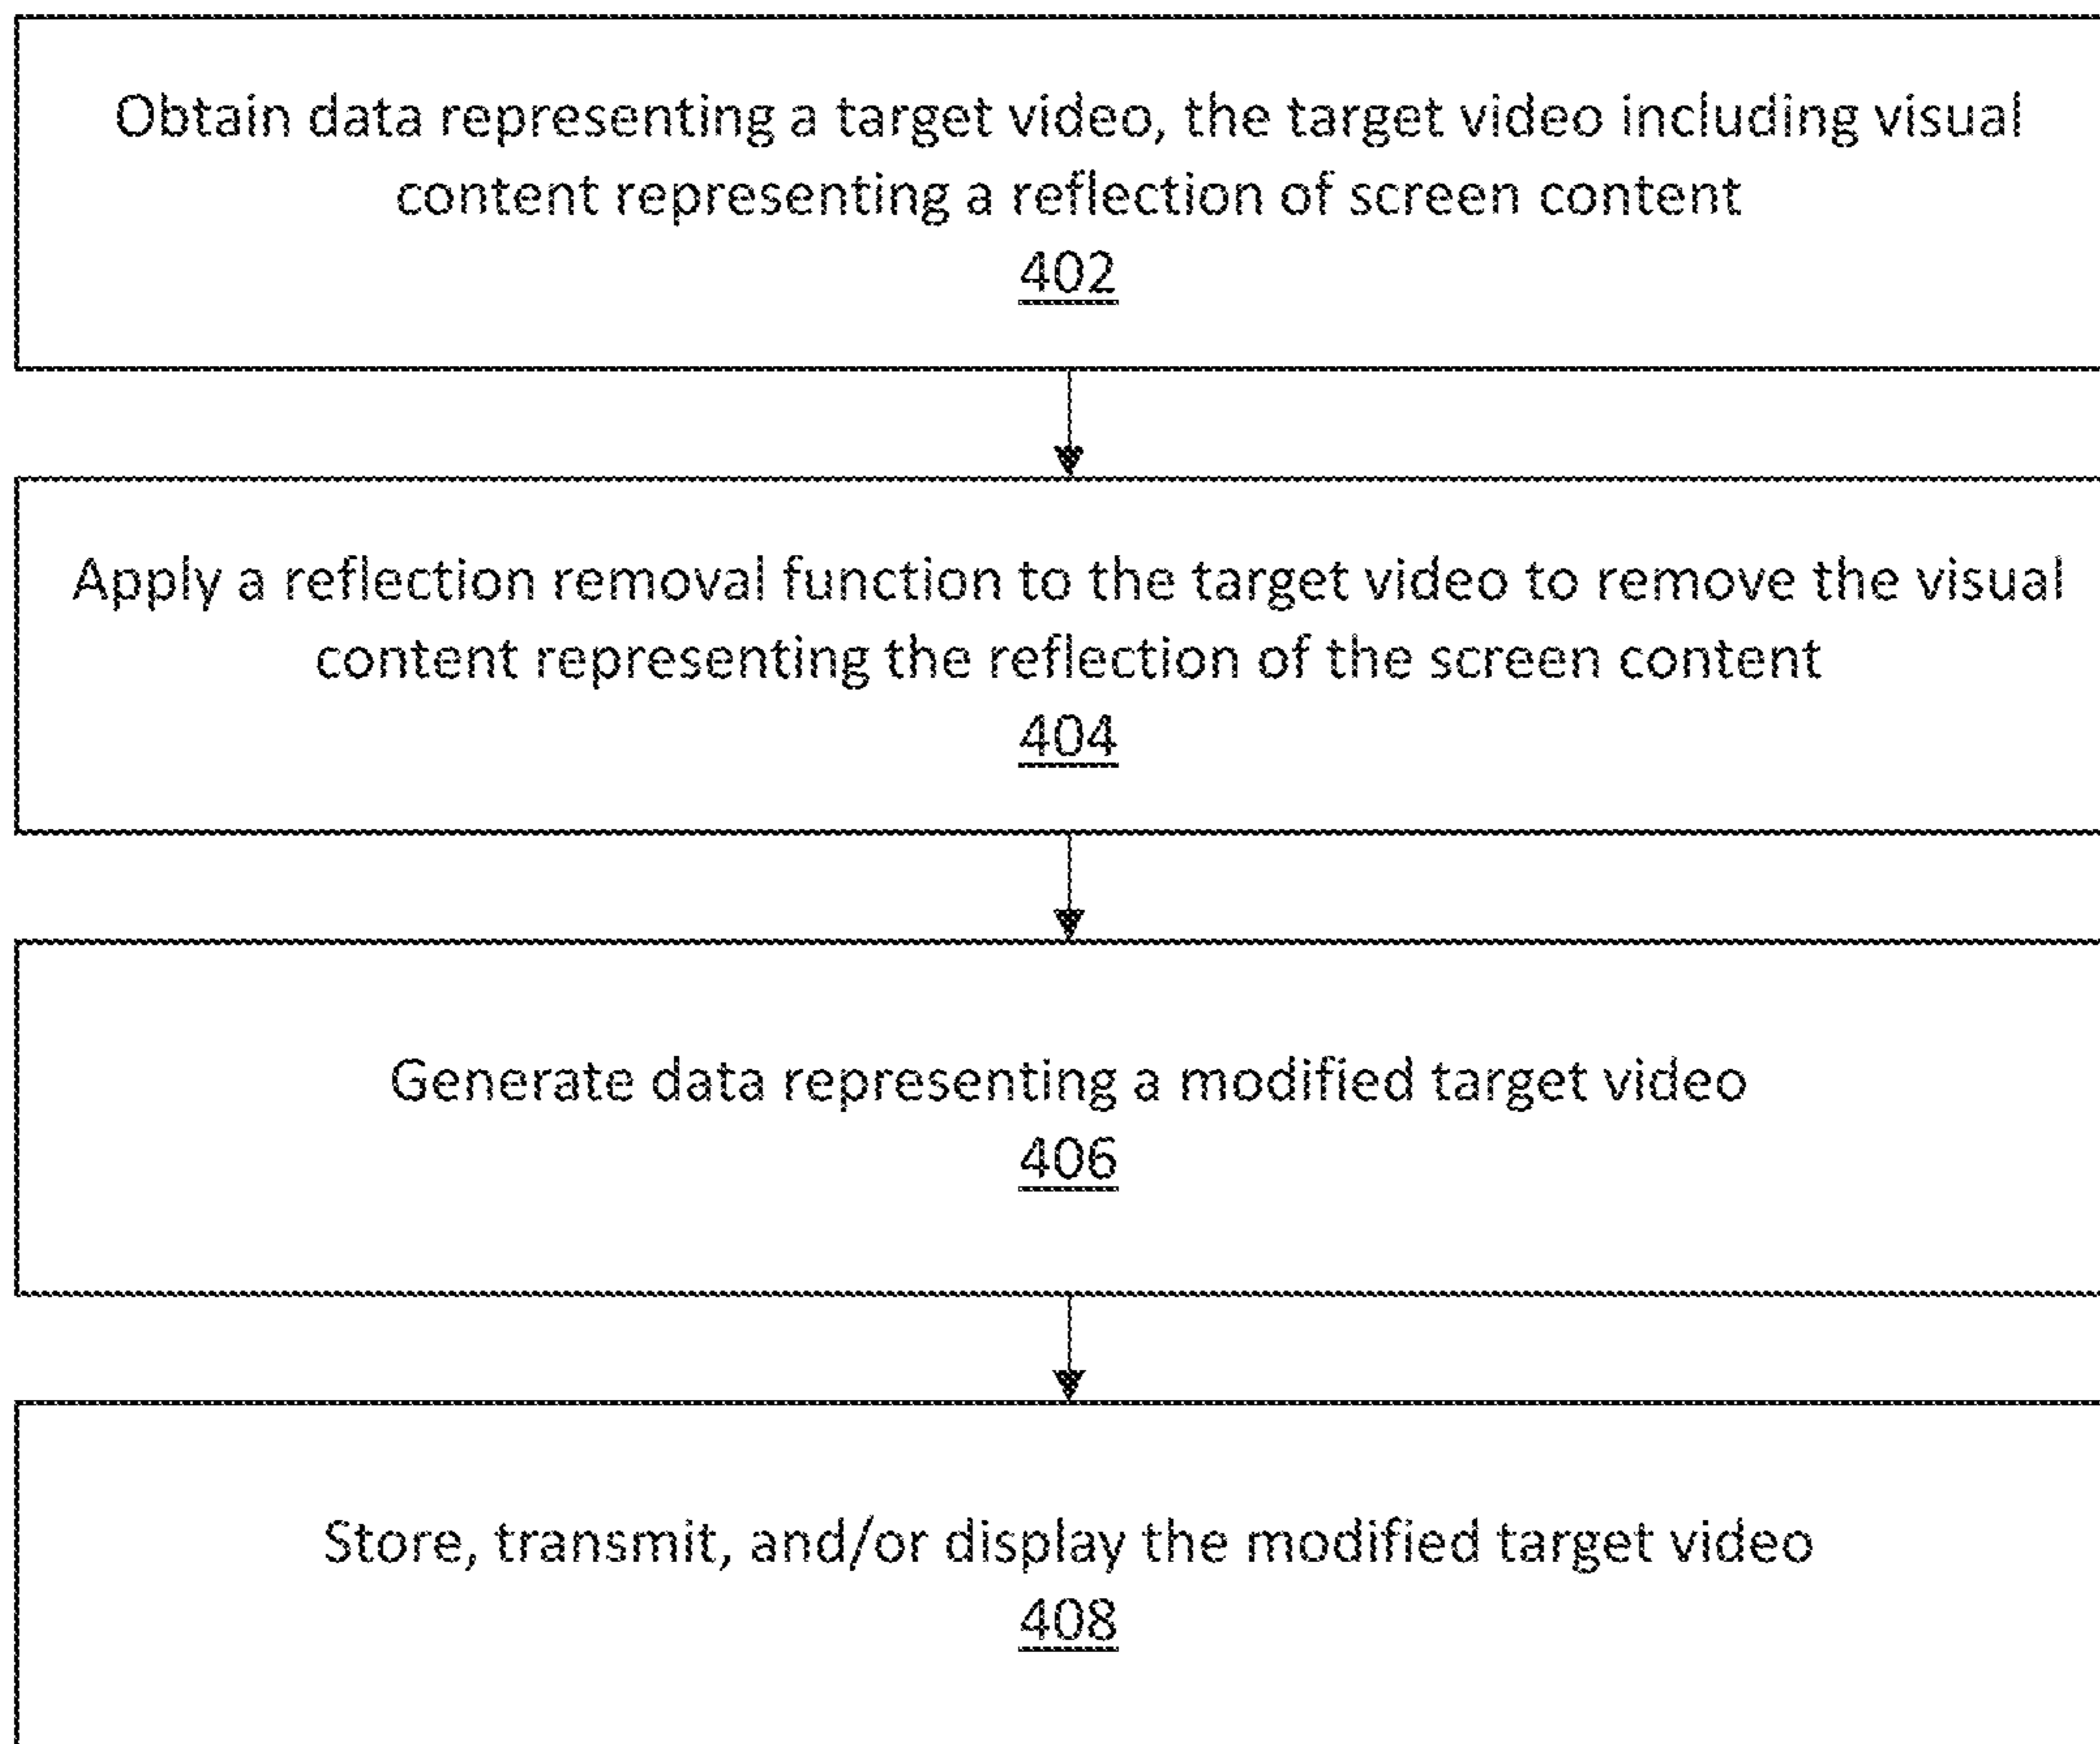 Obtain data representing a target video, the target video including visual
content representing a reflection of screen content
402
Apply a reflection removal function to the target video to remove the visual
content representing the reflection of the screen content
404
Generate data representing a modified target video
406
Store, transmit, and/or display the modified target video
408